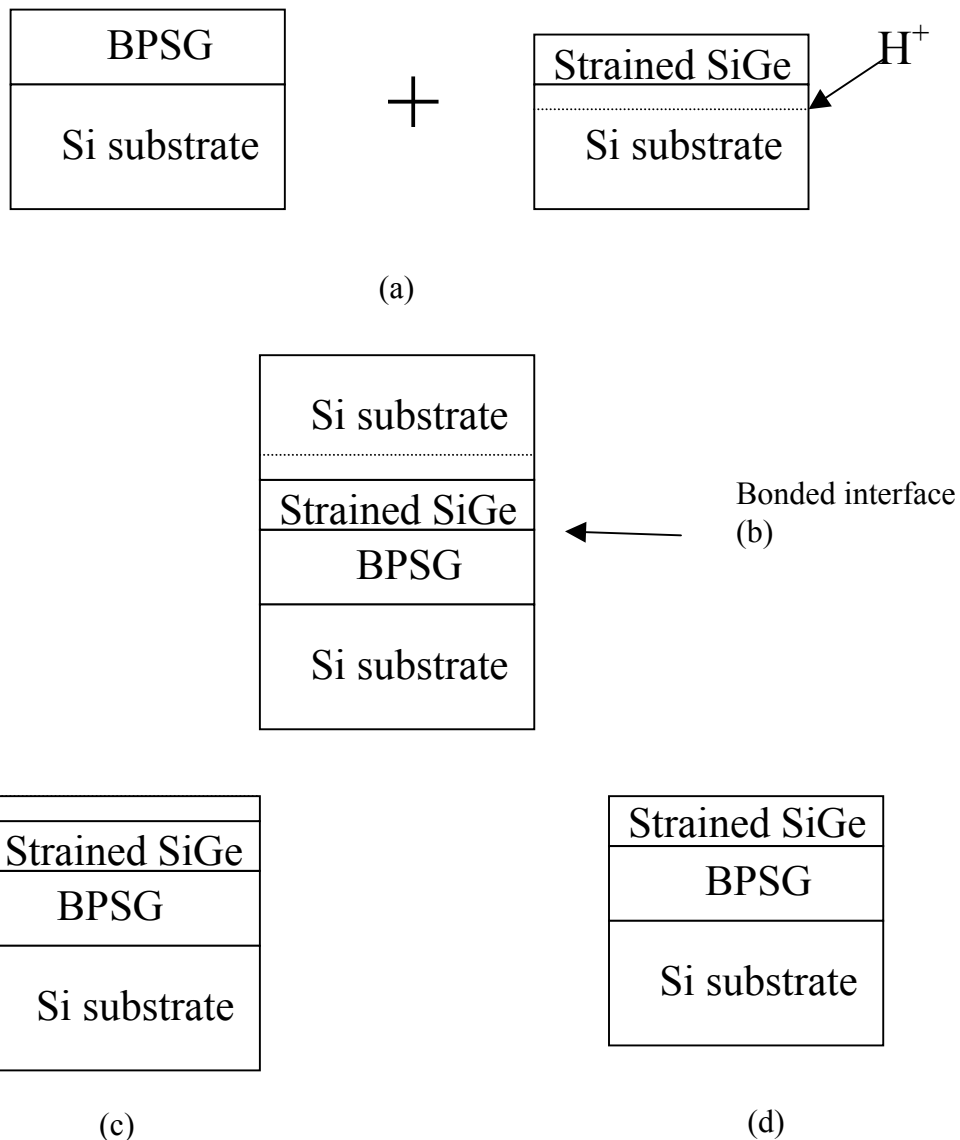 BPSG
Si substrate
+
Strained SiGe
Si substrate
H+
(a)
Si substrate
Strained SiGe
BPSG
Si substrate
Bonded interface
(b)
Strained SiGe
BPSG
Si substrate
(c)
Strained SiGe
BPSG
Si substrate
(d)